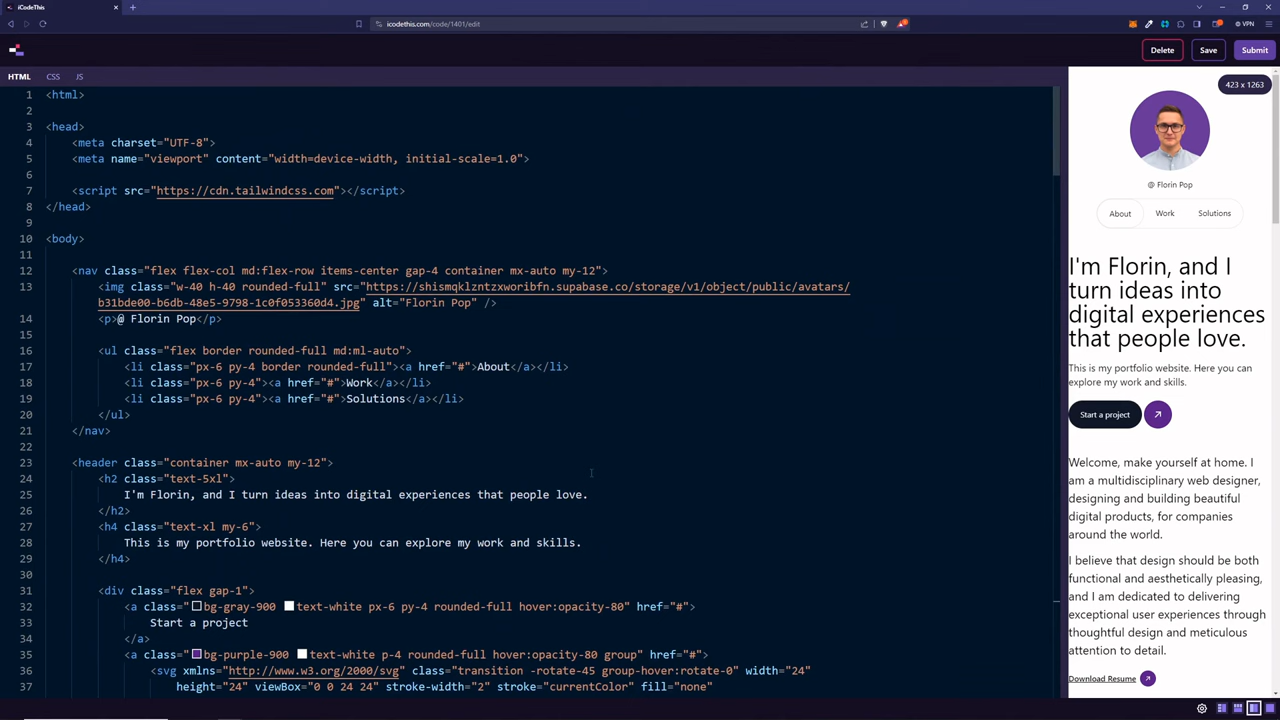 iCodeThis
icodethis.com/code/1401/edit
VPN
Delete
Save
Submit
HTML
CSS
JS
1 <html>
2
3 <head>
4 <meta charset="UTF-8">
5 <meta name="viewport" content="width=device-width, initial-scale=1.0">
6
7 <script src="https://cdn.tailwindcss.com"></script>
8 </head>
9
10 <body>
11
12 <nav class="flex flex-col md:flex-row items-center gap-4 container mx-auto my-12">
13 <img class="w-40 h-40 rounded-full" src="https://shismqklzntzxworibfn.supabase.co/storage/v1/object/public/avatars/
b31bde00-b6db-48e5-9798-1c0f053360d4.jpg" alt="Florin Pop" />
14 <p>@ Florin Pop</p>
15
16 <ul class="flex border rounded-full md:ml-auto">
17 <li class="px-6 py-4 border rounded-full"><a href="#">About</a></li>
18 <li class="px-6 py-4"><a href="#">Work</a></li>
19 <li class="px-6 py-4"><a href="#">Solutions</a></li>
20 </ul>
21 </nav>
22
23 <header class="container mx-auto my-12">
24 <h2 class="text-5xl">
25 I'm Florin, and I turn ideas into digital experiences that people love.
26 </h2>
27 <h4 class="text-xl my-6">
28 This is my portfolio website. Here you can explore my work and skills.
29 </h4>
30
31 <div class="flex gap-1">
32 <a class="bg-gray-900 text-white px-6 py-4 rounded-full hover:opacity-80" href="#">
33 Start a project
34 </a>
35 <a class="bg-purple-900 text-white p-4 rounded-full hover:opacity-80 group" href="#">
36 <svg xmlns="http://www.w3.org/2000/svg" class="transition -rotate-45 group-hover:rotate-0" width="24"
37 height="24" viewBox="0 0 24 24" stroke-width="2" stroke="currentColor" fill="none"
423 x 1263
@ Florin Pop
About
Work
Solutions
I'm Florin, and I
turn ideas into
digital experiences
that people love.
This is my portfolio website. Here you can
explore my work and skills.
Start a project
Welcome, make yourself at home. I
am a multidisciplinary web designer,
designing and building beautiful
digital products, for companies
around the world.
I believe that design should be both
functional and aesthetically pleasing,
and I am dedicated to delivering
exceptional user experiences through
thoughtful design and meticulous
attention to detail.
Download Resume